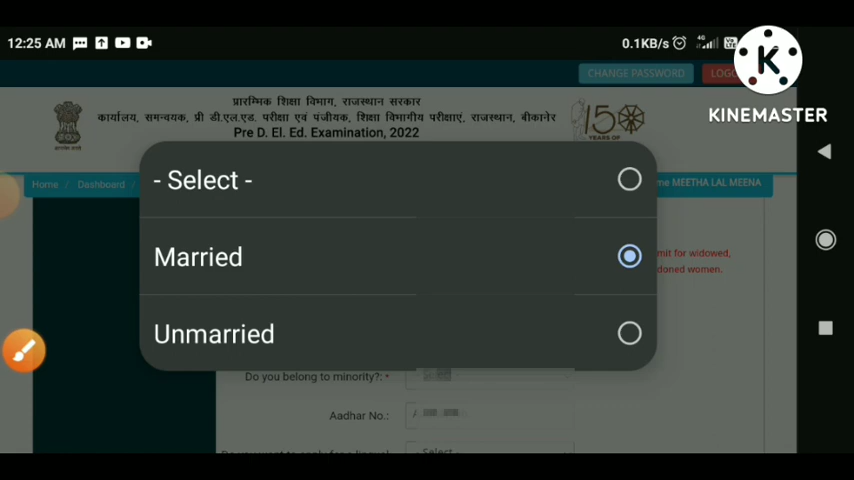 12:25 AM
0.1KB/s
4G
CHANGE PASSWORD
प्रारम्भिक शिक्षा विभाग, राजस्थान सरकार
कार्यालय, समन्वयक, प्री डी.एल.एड. परीक्षा एवं पंजीयक, शिक्षा विभागीय परीक्षाएं, राजस्थान, बीकानेर
Pre D. El. Ed. Examination, 2022
150
YEARS OF
K
KINEMASTER
Home / Dashboard /
me MEETHA LAL MEENA
- Select -
Married
Unmarried
mit for widowed,
doned women.
Do you belong to minority?: *
Aadhar No.: